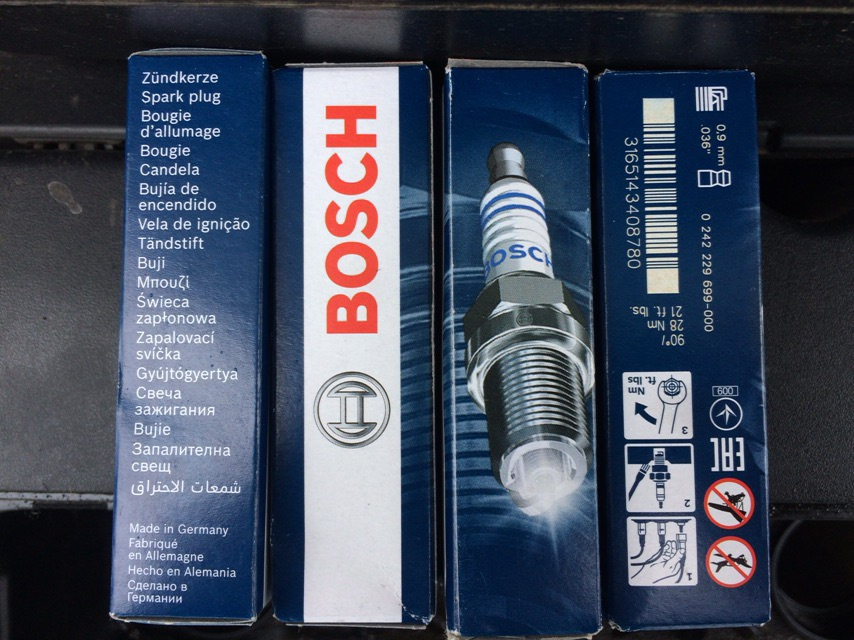 Zündkerze
Spark plug
Bougie
d'allumage
Bougie
Candela
Bujía de
encendido
Vela de ignição
Tändstift
Buji
Μπουζί
Świeca
zapłonowa
Zapalovací
svíčka
Gyújtógyertya
Свеча
зажигания
Bujie
Запалителна
свещ
شمعات الاحتراق
Made in Germany
Fabriqué
en Allemagne
Hecho en Alemania
Сделано в
Германии
BOSCH
BOSCH
0.9 mm
.036"
3165143408780
0 242 229 699-000
90°/
28 Nm
21 ft. lbs.
Nm
ft. lbs
3
2
1
009
EAC